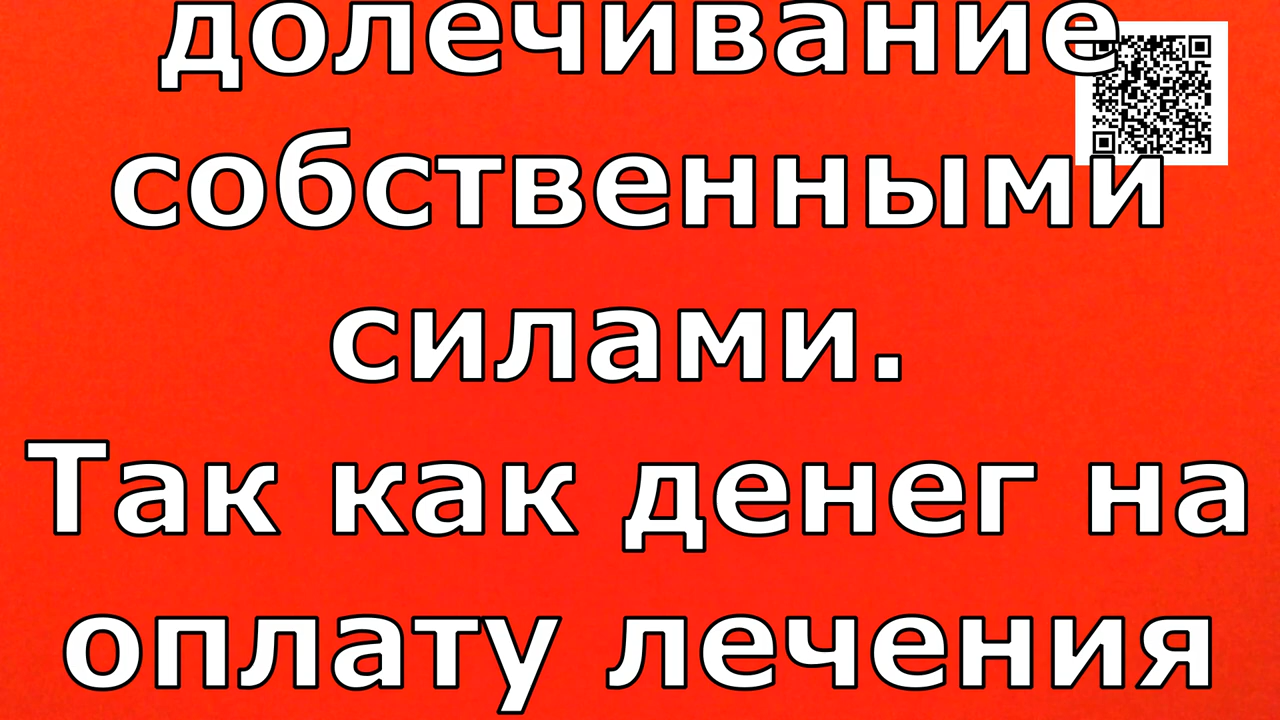 долечивание
собственными
силами.
Так как денег на
оплату лечения